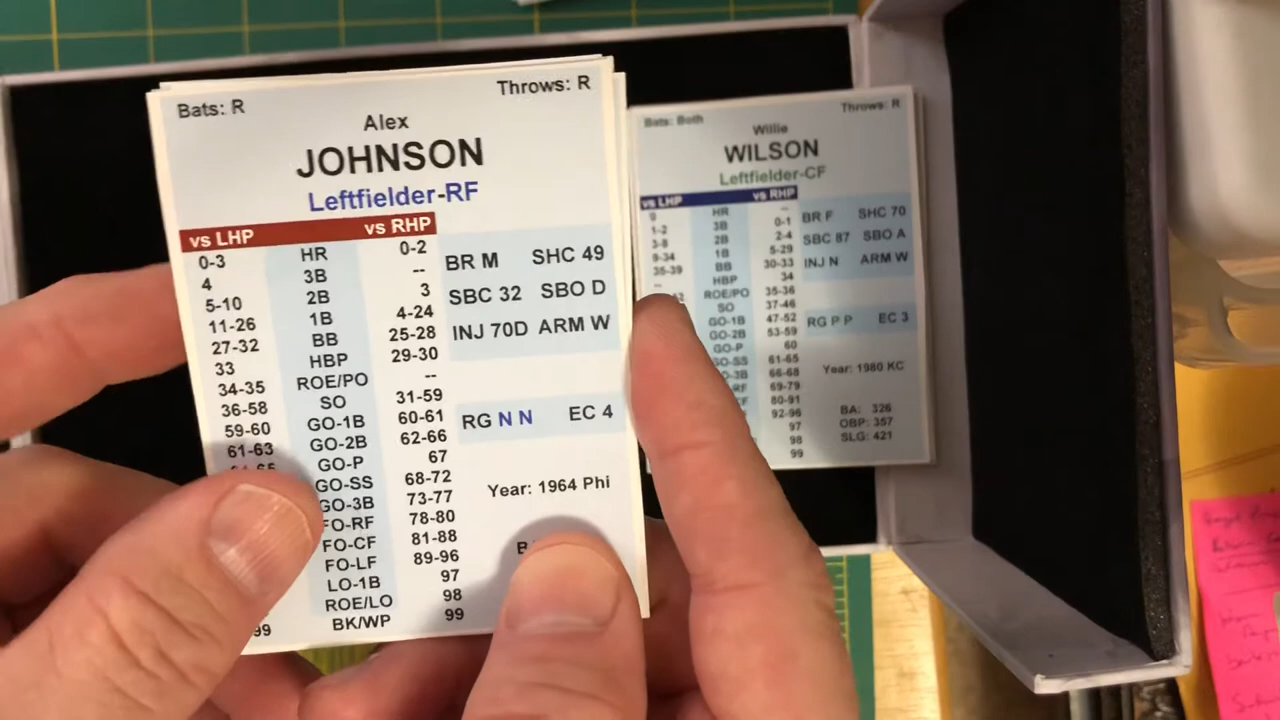 Bats: R Throws: R
Alex
JOHNSON
Leftfielder-RF
vs LHP vs RHP
0-3 HR 0-2
4 3B --
5-10 2B 3
11-26 1B 4-24
27-32 BB 25-28
33 HBP 29-30
34-35 ROE/PO --
36-58 SO 31-59
59-60 GO-1B 60-61
61-63 GO-2B 62-66
GO-P 67
GO-SS 68-72
GO-3B 73-77
FO-RF 78-80
FO-CF 81-88
FO-LF 89-96
LO-1B 97
ROE/LO 98
99 BK/WP 99
BR M SHC 49
SBC 32 SBO D
INJ 70D ARM W
RG N N EC 4
Year: 1964 Phi
Bats: Both Throws: R
Willie
WILSON
Leftfielder-CF
vs LHP vs RHP
0 HR --
1-2 3B 0-1
3-8 2B 2-4
9-34 1B 5-29
35-39 BB 30-33
-- HBP 34
ROE/PO 35-36
SO 37-46
GO-1B 47-52
GO-2B 53-59
GO-P 60
GO-SS 61-65
66-68
69-79
80-91
92-96
97
98
99
BR F SHC 70
SBC 87 SBO A
INJ N ARM W
RG P P EC 3
Year: 1980 KC
BA: 326
OBP: 357
SLG: 421